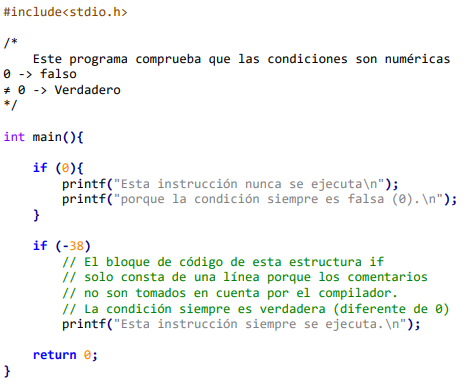 #include<stdio.h>
/*
    Este programa comprueba que las condiciones son numéricas
0 -> falso
≠ 0 -> Verdadero
*/
int main(){
    if (0){
        printf("Esta instrucción nunca se ejecuta\n");
        printf("porque la condición siempre es falsa (0).\n");
    }
    if (-38)
        // El bloque de código de esta estructura if
        // solo consta de una línea porque los comentarios
        // no son tomados en cuenta por el compilador.
        // La condición siempre es verdadera (diferente de 0)
        printf("Esta instrucción siempre se ejecuta.\n");
    return 0;
}